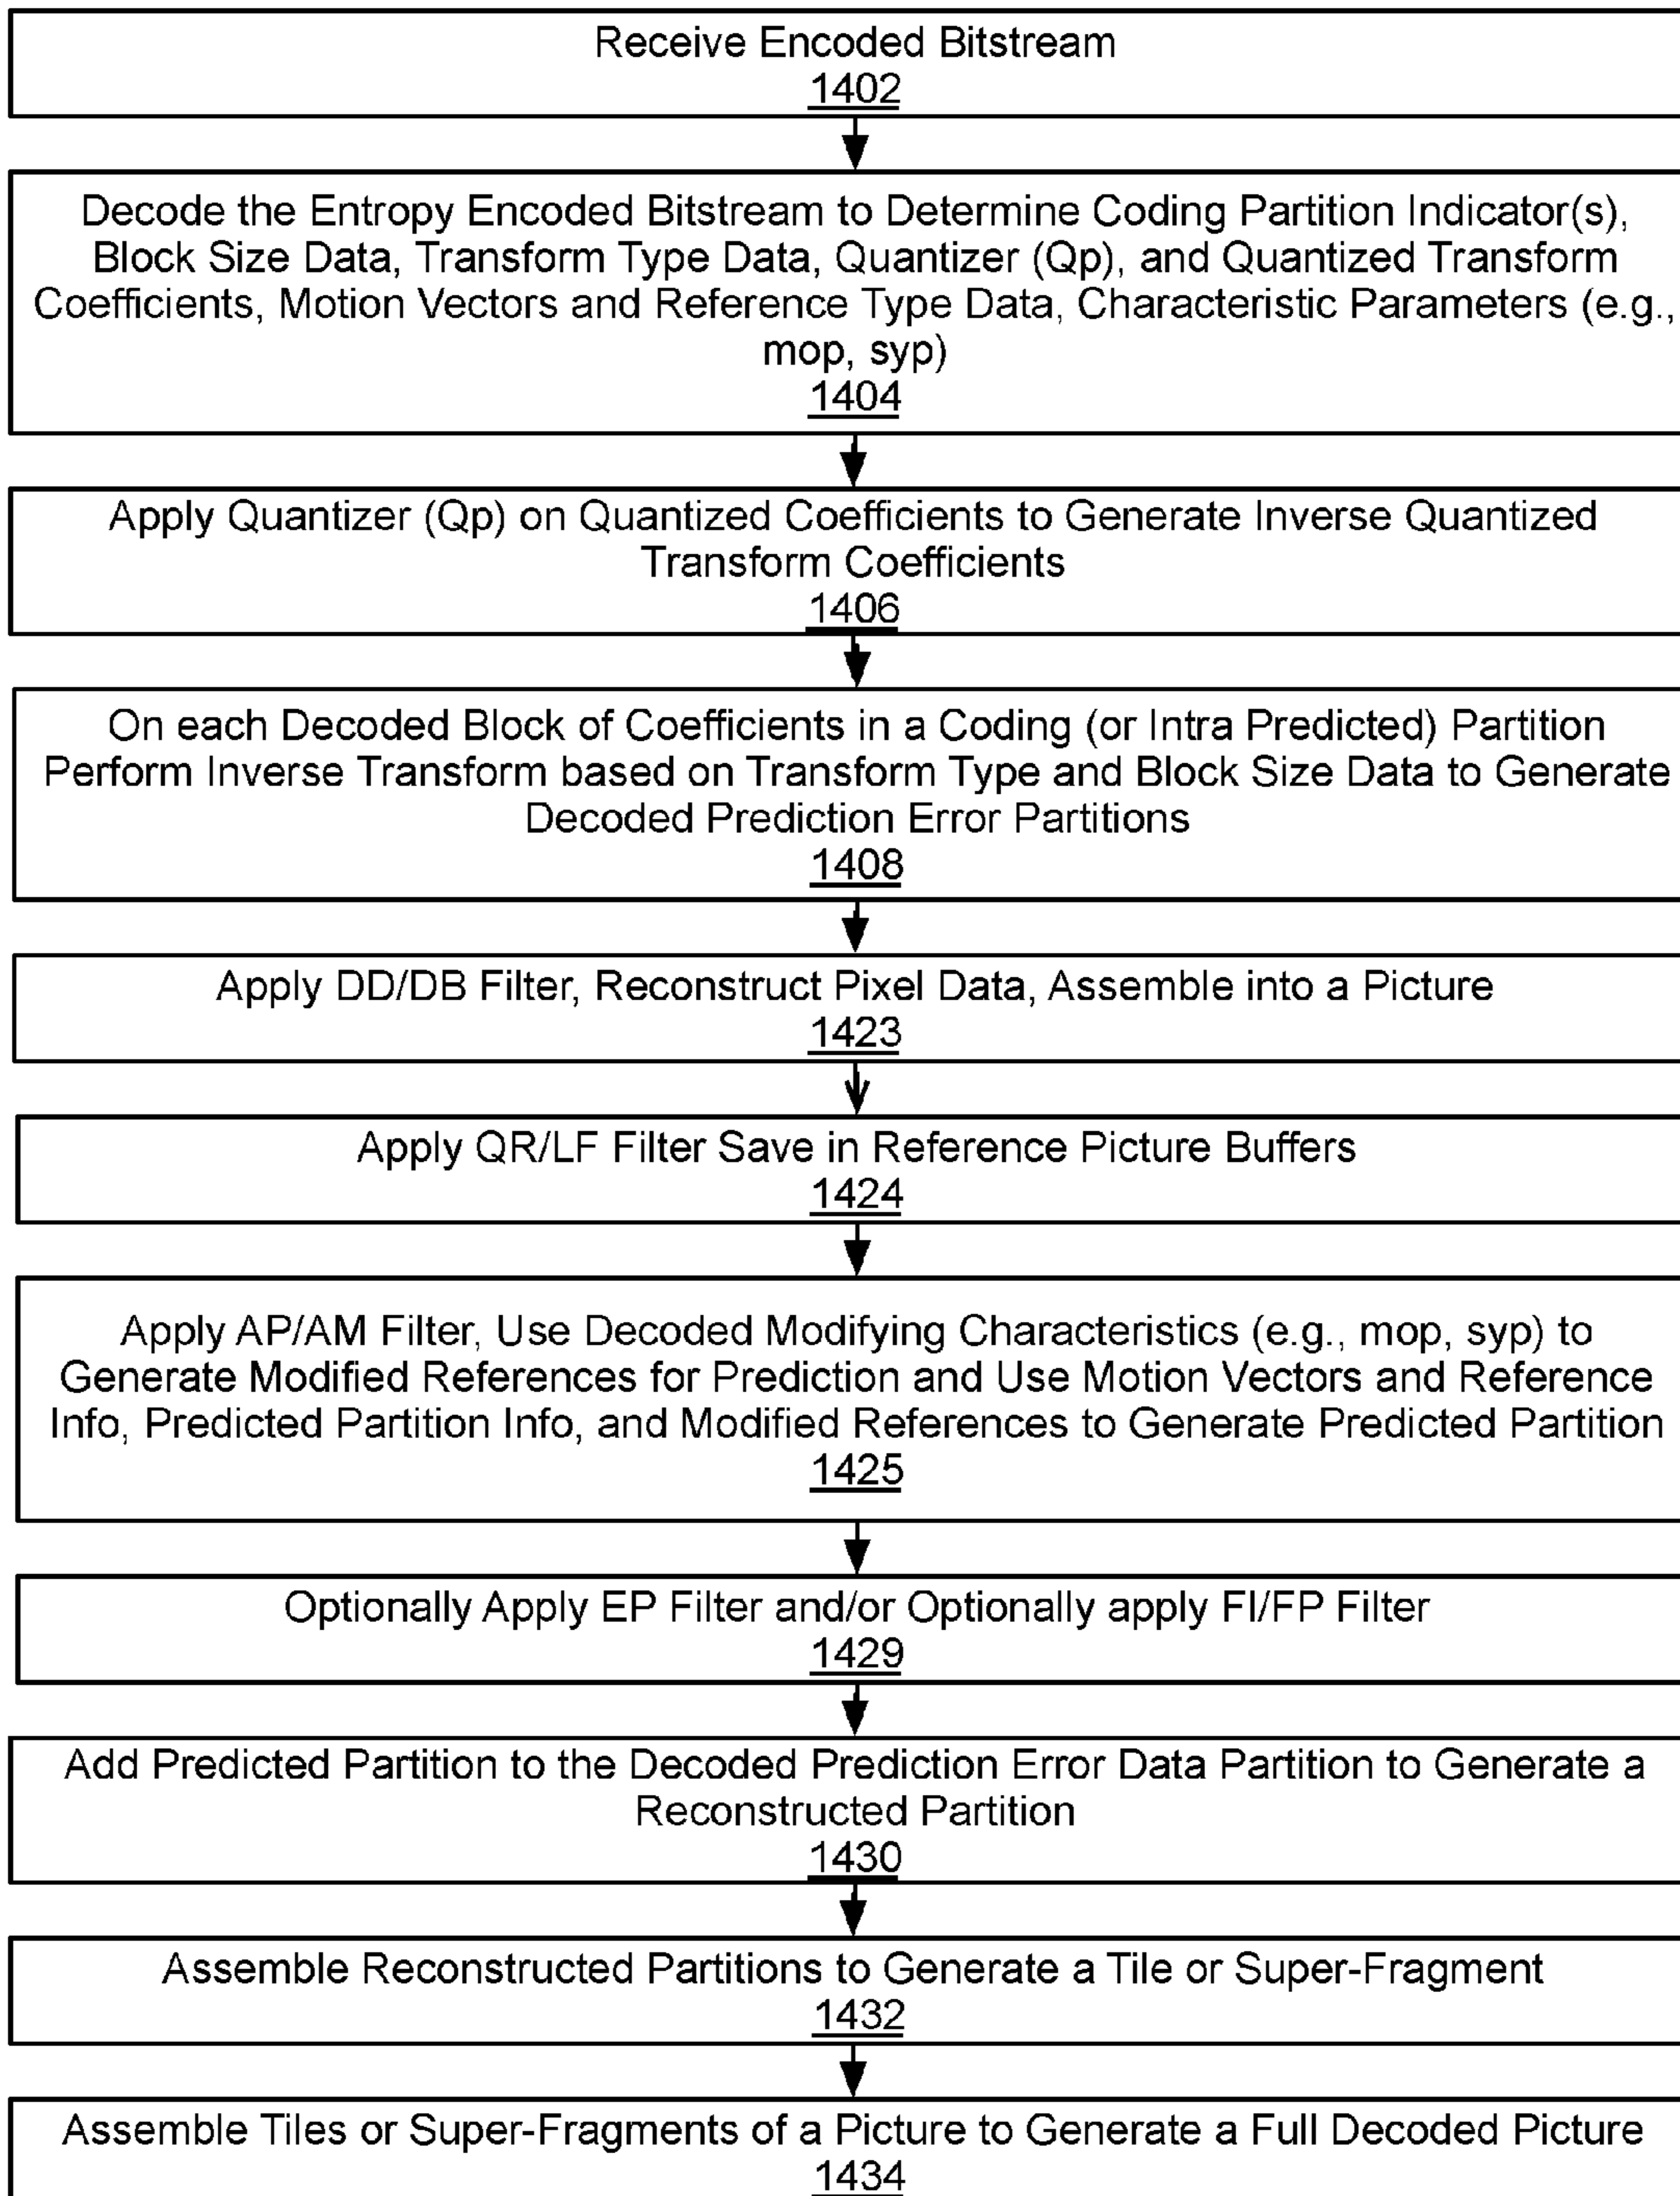 Receive Encoded Bitstream
1402
Decode the Entropy Encoded Bitstream to Determine Coding Partition Indicator(s),
Block Size Data, Transform Type Data, Quantizer (Qp), and Quantized Transform
Coefficients, Motion Vectors and Reference Type Data, Characteristic Parameters (e.g.,
mop, syp)
1404
Apply Quantizer (Qp) on Quantized Coefficients to Generate Inverse Quantized
Transform Coefficients
1406
On each Decoded Block of Coefficients in a Coding (or Intra Predicted) Partition
Perform Inverse Transform based on Transform Type and Block Size Data to Generate
Decoded Prediction Error Partitions
1408
Apply DD/DB Filter, Reconstruct Pixel Data, Assemble into a Picture
1423
Apply QR/LF Filter Save in Reference Picture Buffers
1424
Apply AP/AM Filter, Use Decoded Modifying Characteristics (e.g., mop, syp) to
Generate Modified References for Prediction and Use Motion Vectors and Reference
Info, Predicted Partition Info, and Modified References to Generate Predicted Partition
1425
Optionally Apply EP Filter and/or Optionally apply FI/FP Filter
1429
Add Predicted Partition to the Decoded Prediction Error Data Partition to Generate a
Reconstructed Partition
1430
Assemble Reconstructed Partitions to Generate a Tile or Super-Fragment
1432
Assemble Tiles or Super-Fragments of a Picture to Generate a Full Decoded Picture
1434